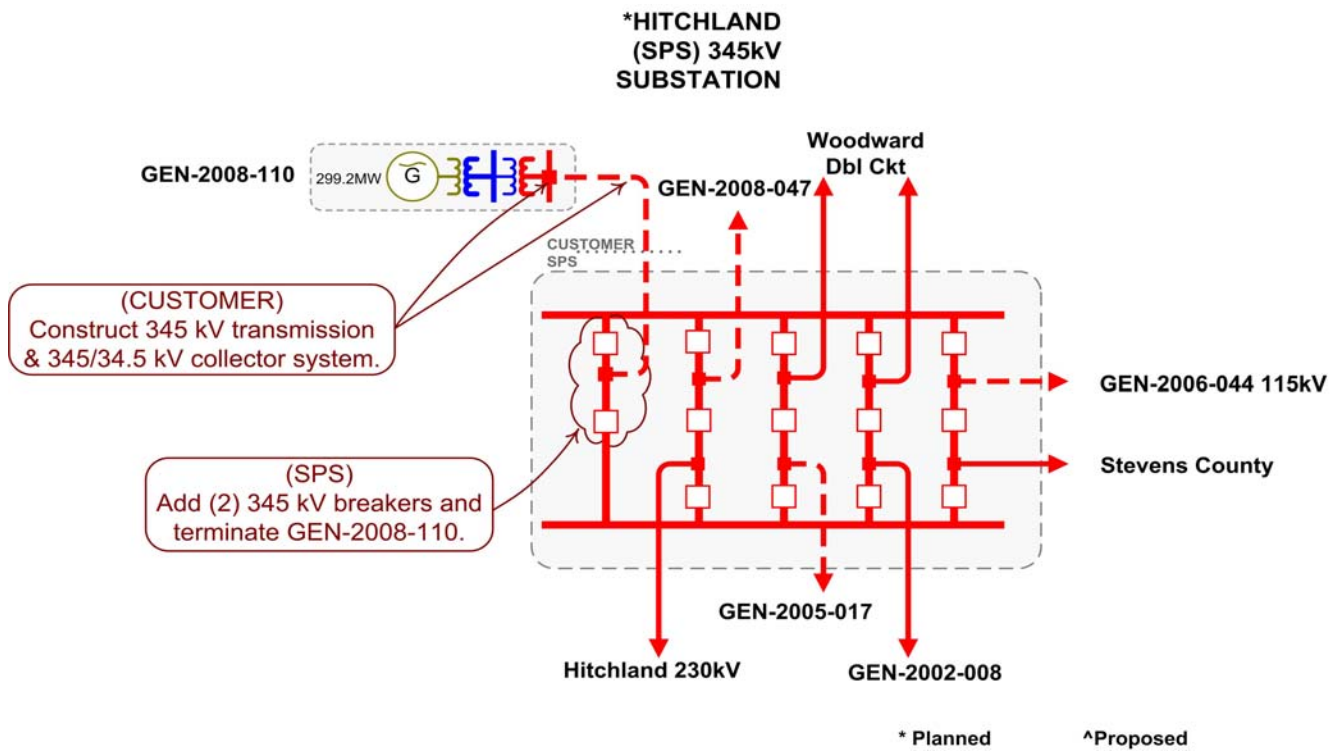 *HITCHLAND
(SPS) 345kV
SUBSTATION
Woodward
Dbl Ckt
GEN-2008-110
299.2MW
G
GEN-2008-047
CUSTOMER
SPS
(CUSTOMER)
Construct 345 kV transmission
& 345/34.5 kV collector system.
GEN-2006-044 115kV
Stevens County
(SPS)
Add (2) 345 kV breakers and
terminate GEN-2008-110.
GEN-2005-017
Hitchland 230kV
GEN-2002-008
* Planned
^Proposed